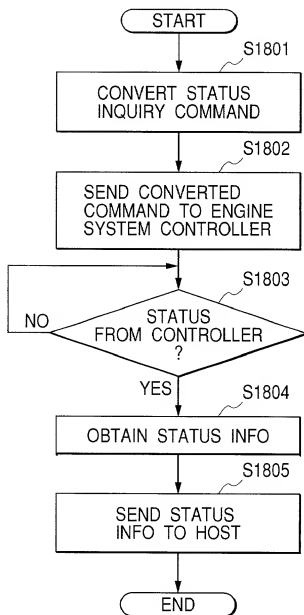 START
S1801
CONVERT STATUS
INQUIRY COMMAND
S1802
SEND CONVERTED
COMMAND TO ENGINE
SYSTEM CONTROLLER
S1803
STATUS
FROM CONTROLLER
?
NO
YES
S1804
OBTAIN STATUS INFO
S1805
SEND STATUS
INFO TO HOST
END